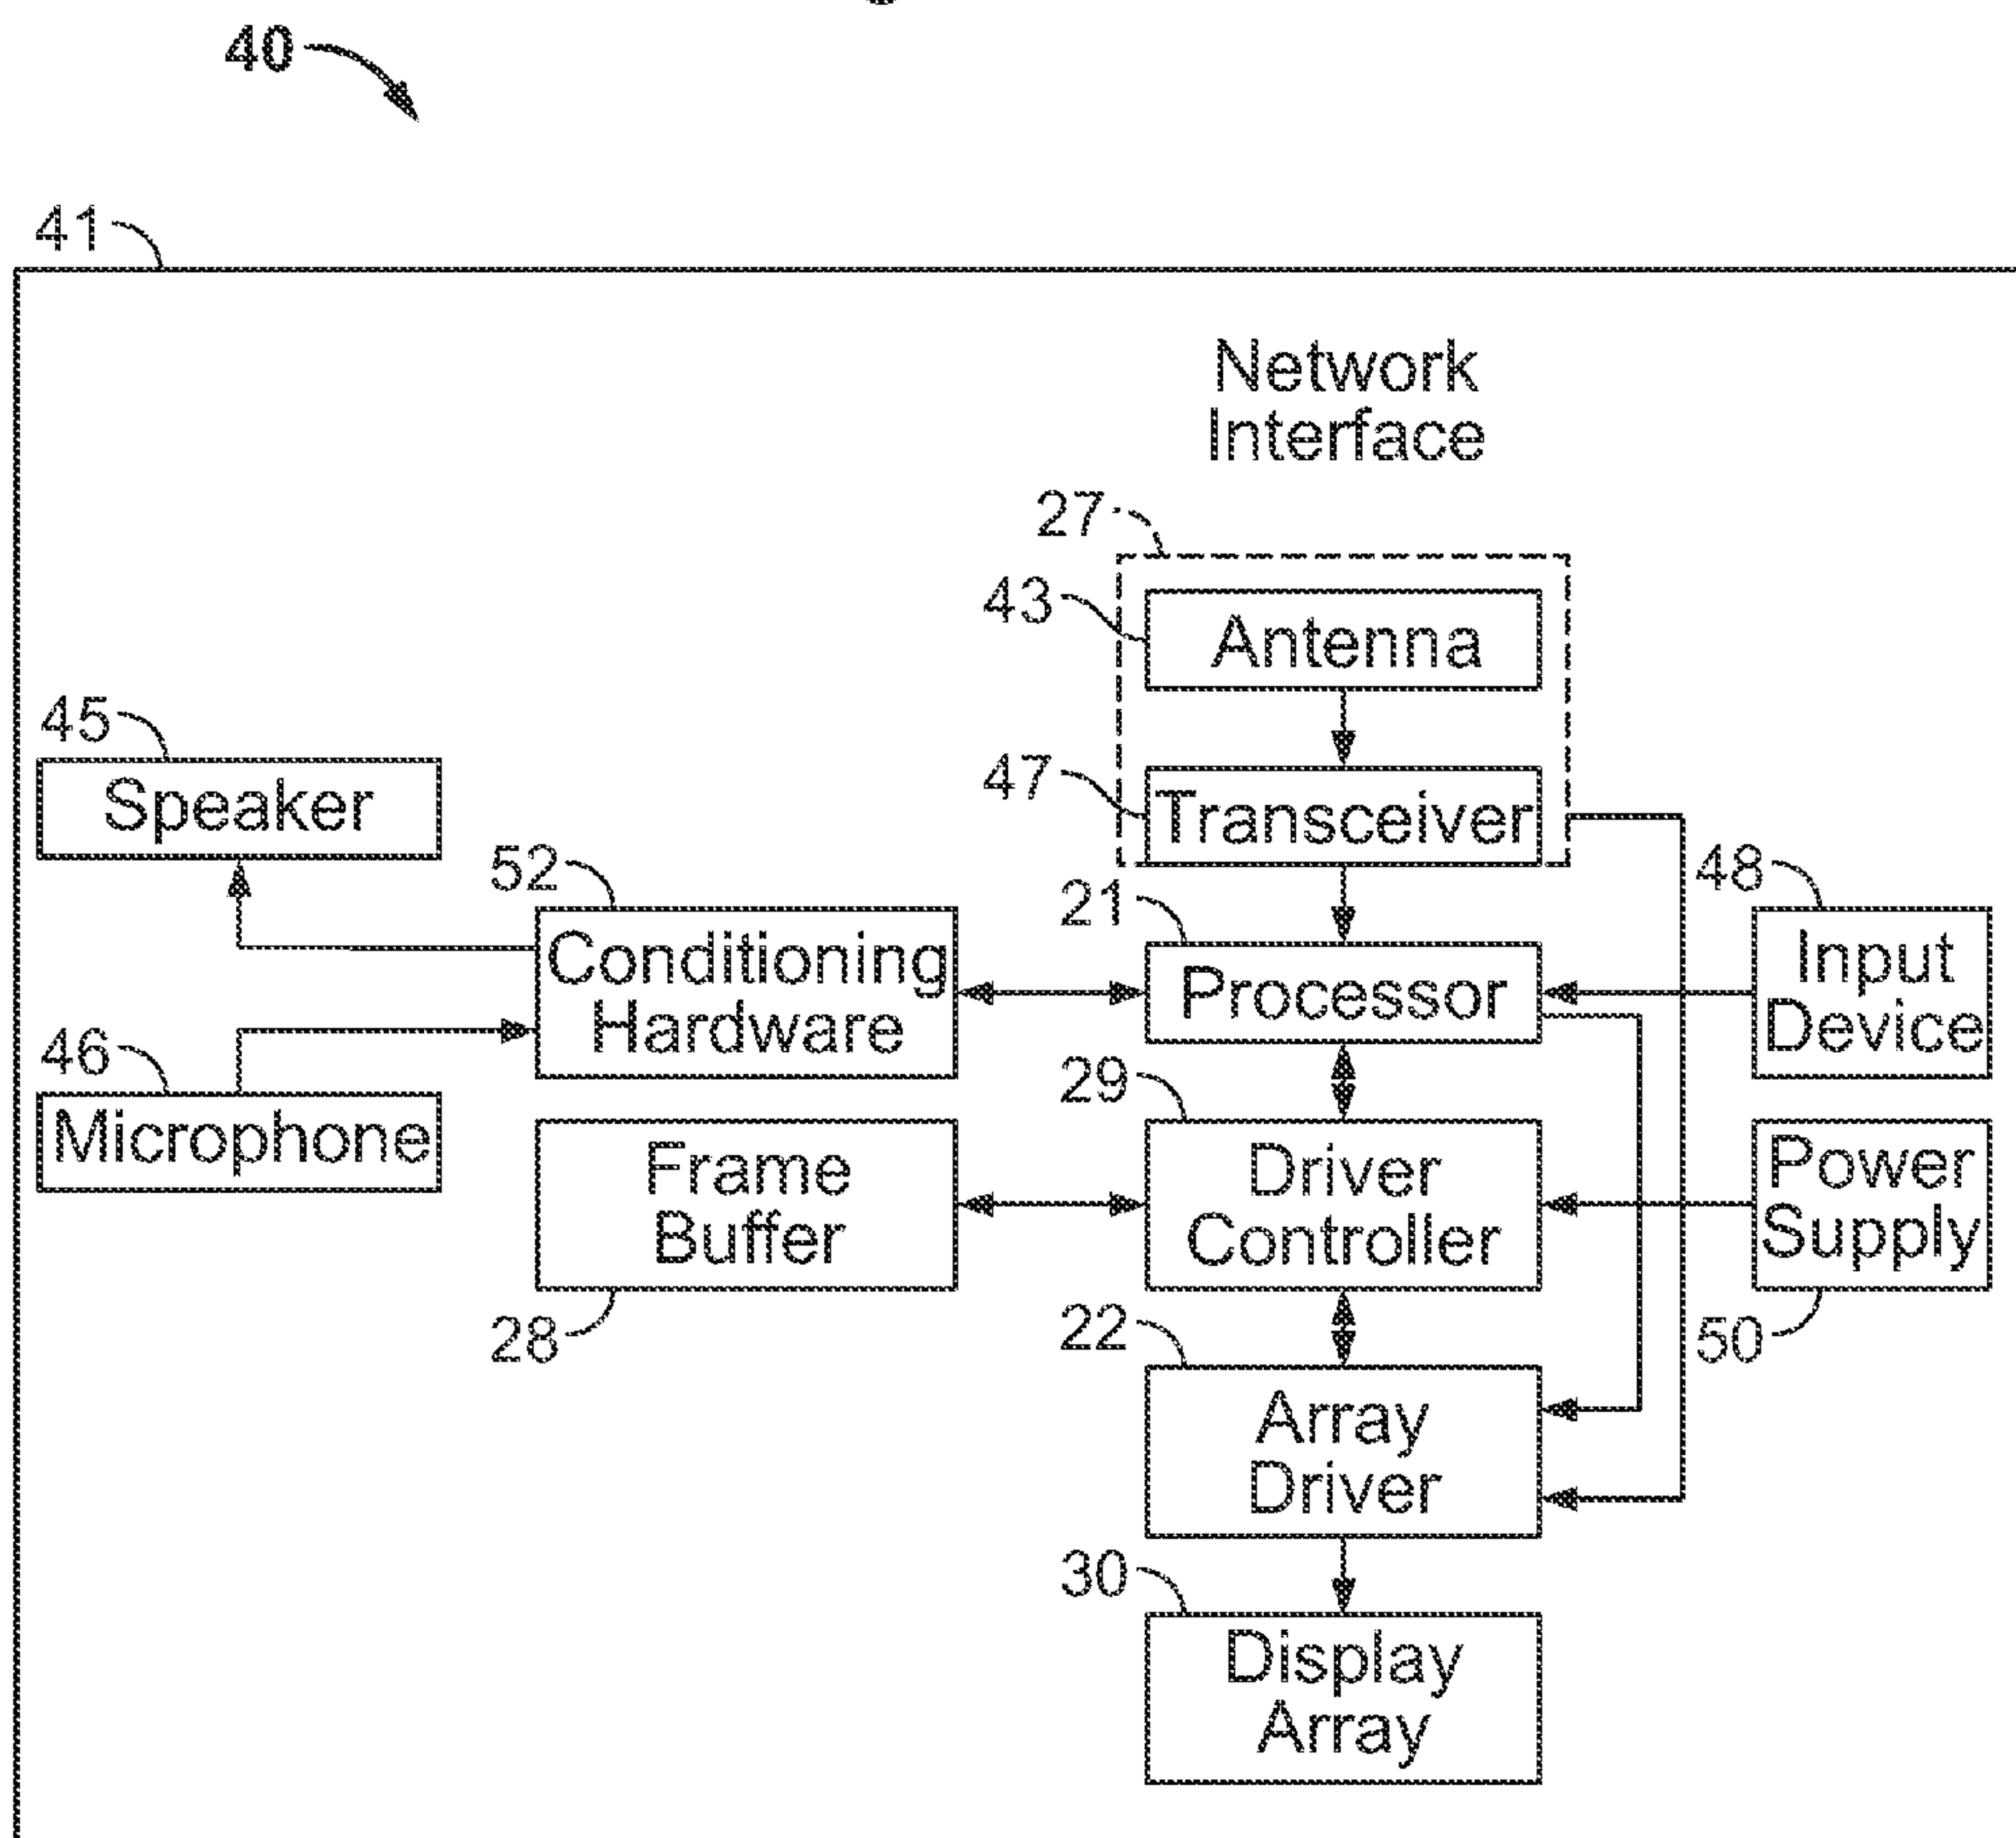 40
41
Network
Interface
27
43
Antenna
45
Speaker
47
Transceiver
52
Conditioning
Hardware
21
Processor
48
Input
Device
46
Microphone
29
Frame
Buffer
28
Driver
Controller
Power
Supply
50
22
Array
Driver
30
Display
Array